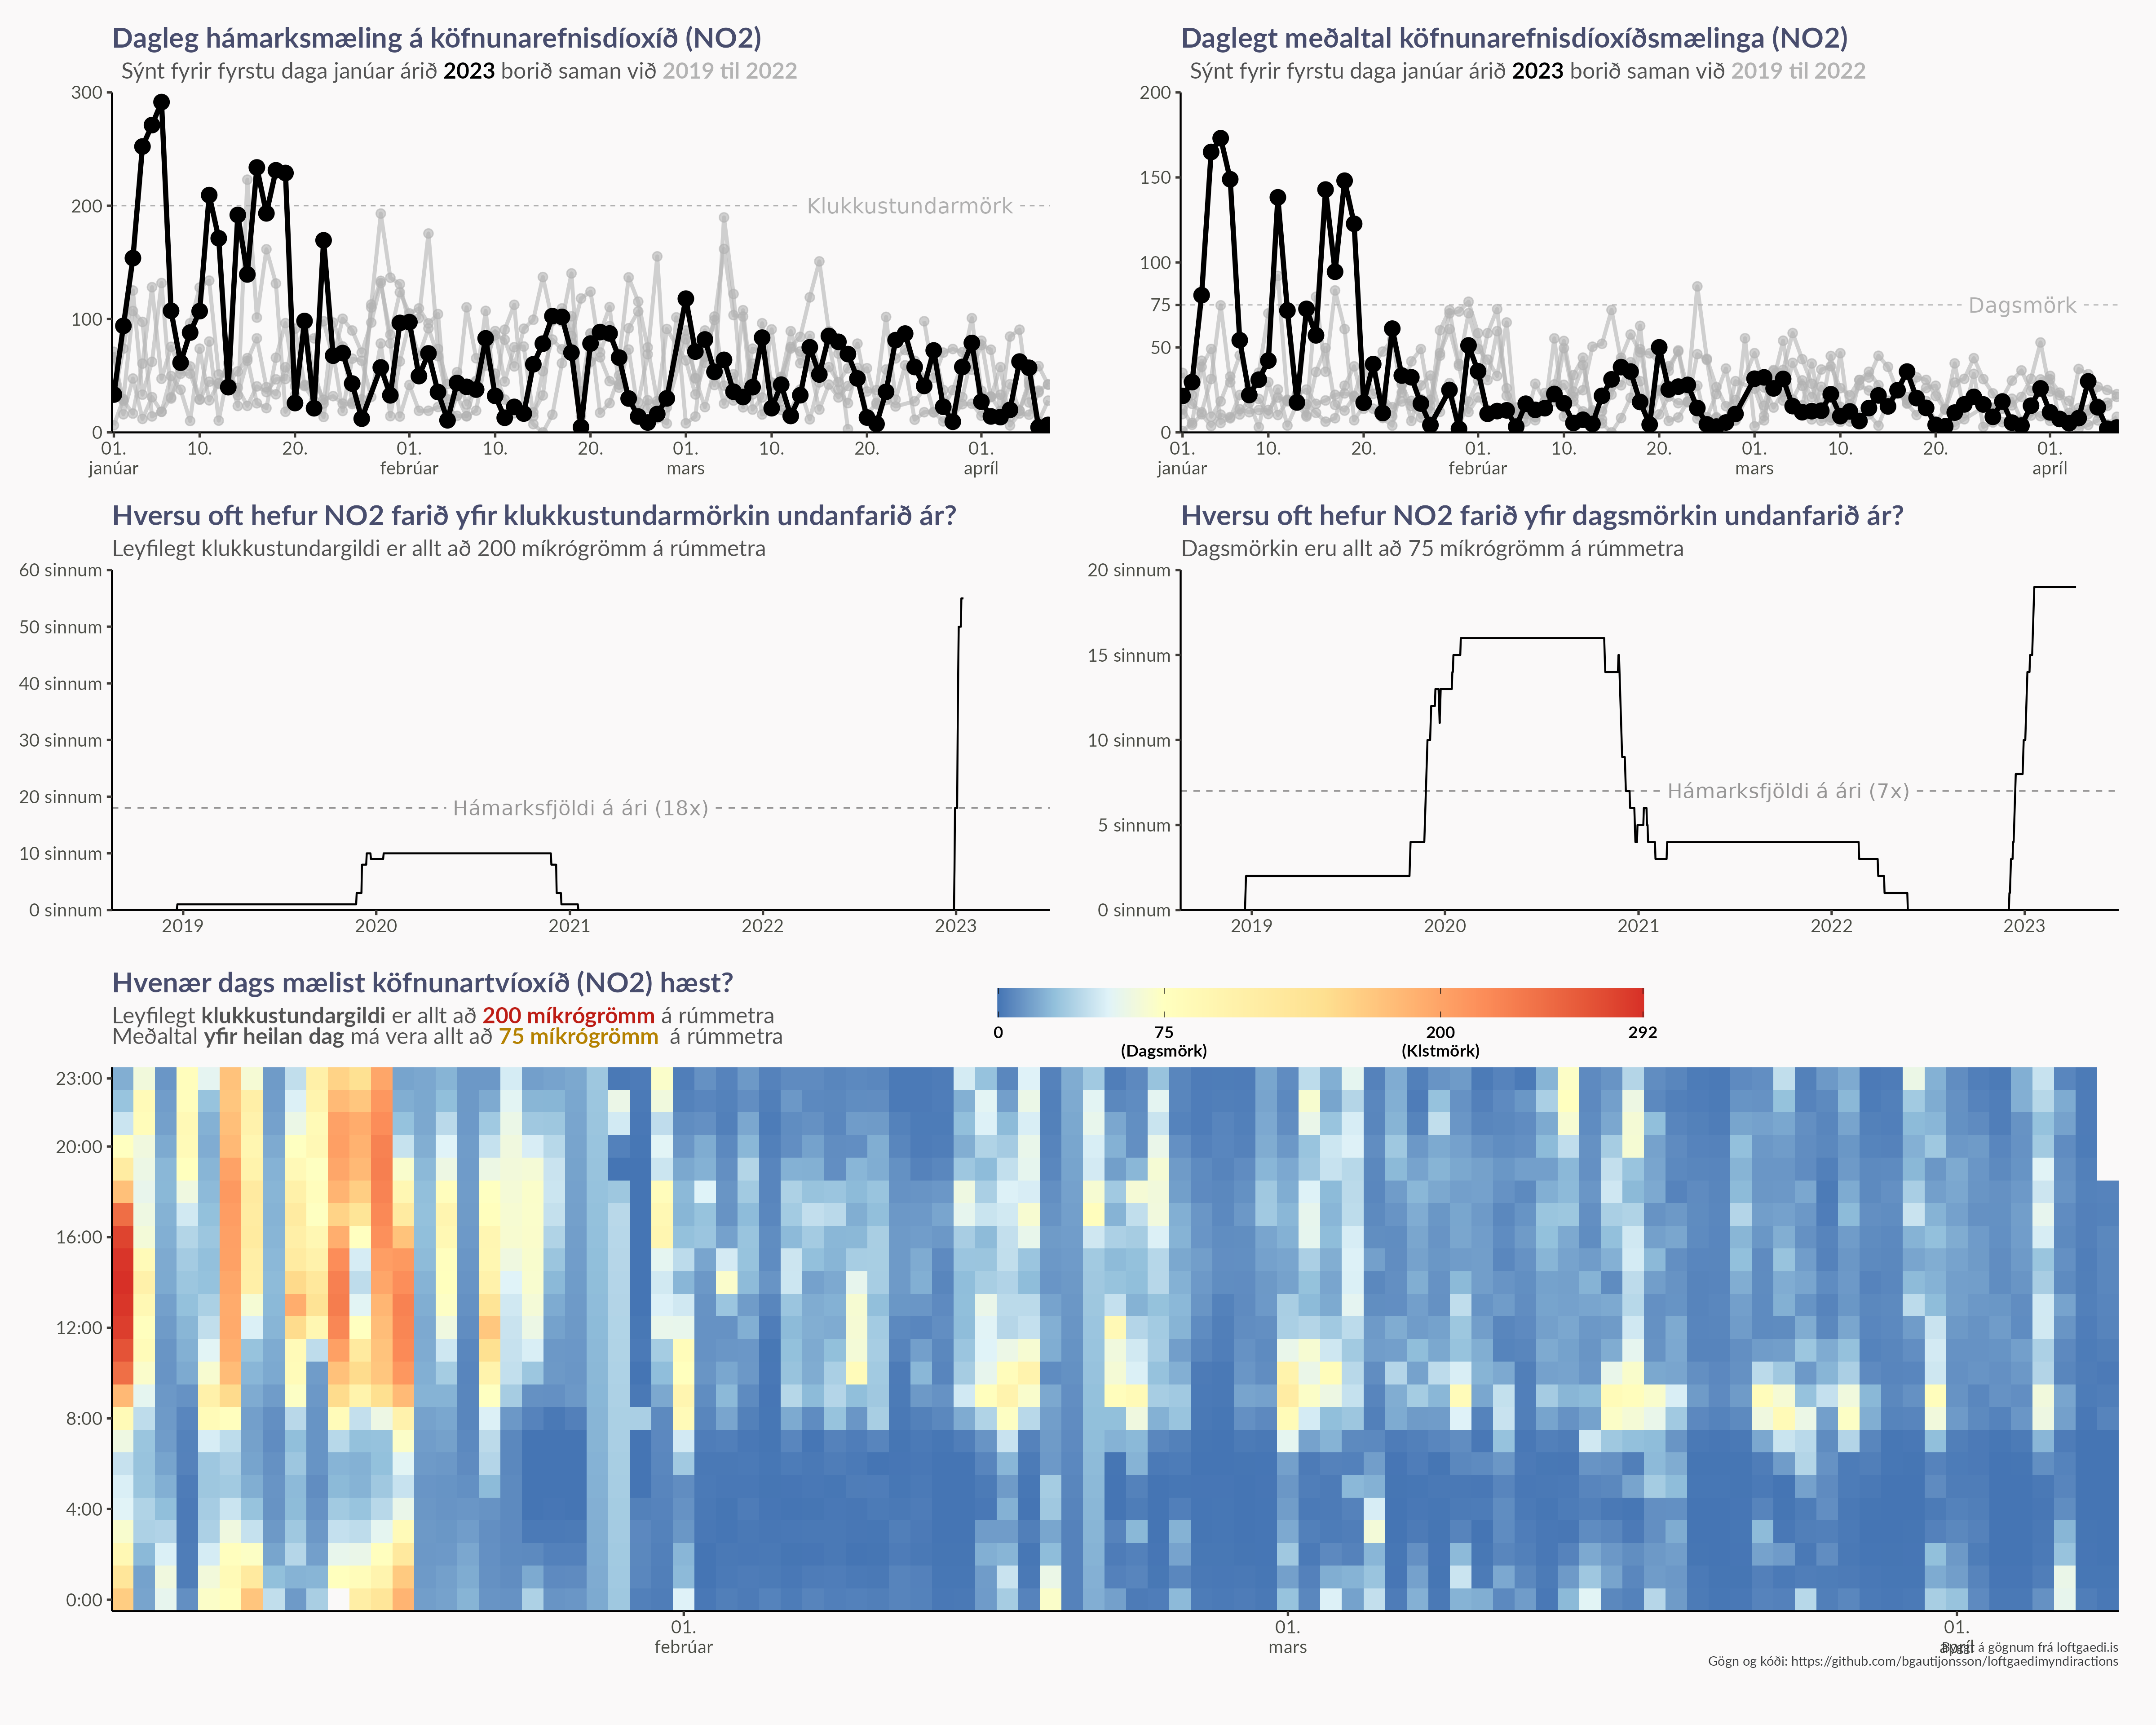 Dagleg hámarksmæling á köfnunarefnisdíoxíð (NO2)
Sýnt fyrir fyrstu daga janúar árið 2023 borið saman við 2019 til 2022
300
200
100
0
Klukkustundarmörk
01. 10. 20. 01. 10. 20. 01. 10. 20. 01.
janúar febrúar mars apríl
Daglegt meðaltal köfnunarefnisdíoxíðsmælinga (NO2)
Sýnt fyrir fyrstu daga janúar árið 2023 borið saman við 2019 til 2022
200
150
100
75
50
0
Dagsmörk
01. 10. 20. 01. 10. 20. 01. 10. 20. 01.
janúar febrúar mars apríl
Hversu oft hefur NO2 farið yfir klukkustundarmörkin undanfarið ár?
Leyfilegt klukkustundargildi er allt að 200 míkrógrömm á rúmmetra
60 sinnum
50 sinnum
40 sinnum
30 sinnum
20 sinnum
10 sinnum
0 sinnum
Hámarksfjöldi á ári (18x)
2019 2020 2021 2022 2023
Hversu oft hefur NO2 farið yfir dagsmörkin undanfarið ár?
Dagsmörkin eru allt að 75 míkrógrömm á rúmmetra
20 sinnum
15 sinnum
10 sinnum
5 sinnum
0 sinnum
Hámarksfjöldi á ári (7x)
2019 2020 2021 2022 2023
Hvenær dags mælist köfnunartvíoxíð (NO2) hæst?
Leyfilegt klukkustundargildi er allt að 200 míkrógrömm á rúmmetra
Meðaltal yfir heilan dag má vera allt að 75 míkrógrömm á rúmmetra
0 75 200 292
(Dagsmörk) (Klstmörk)
23:00
20:00
16:00
12:00
8:00
4:00
0:00
01. 01. 01.
febrúar mars apríl
á gögnum frá loftgaedi.is
Gögn og kóði: https://github.com/bgautijonsson/loftgaedimyndiractions